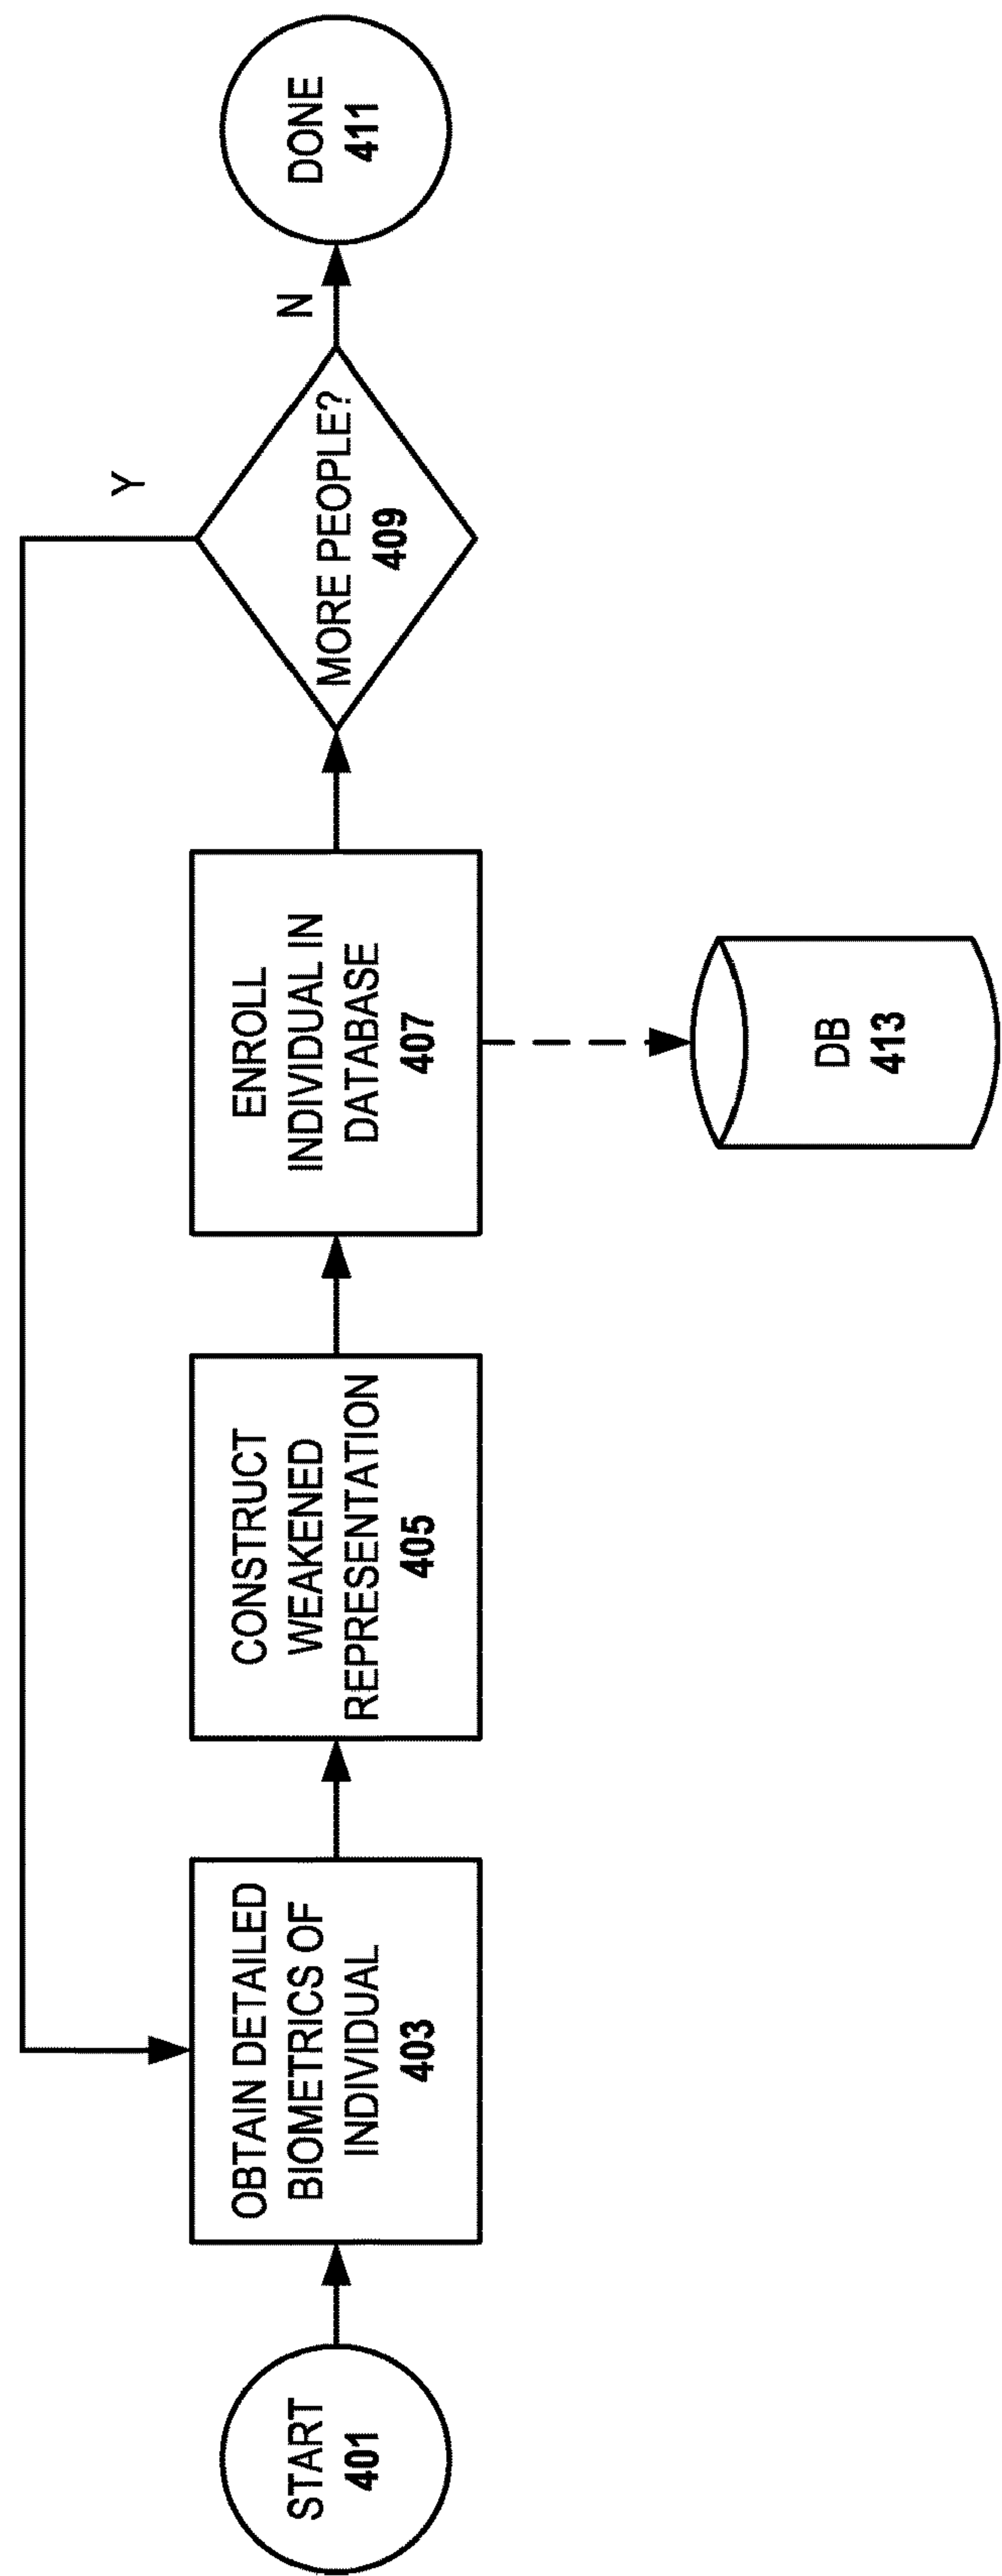 START
401
OBTAIN DETAILED
BIOMETRICS OF
INDIVIDUAL
403
CONSTRUCT
WEAKENED
REPRESENTATION
405
ENROLL
INDIVIDUAL IN
DATABASE
407
DB
413
MORE PEOPLE?
409
Y
N
DONE
411